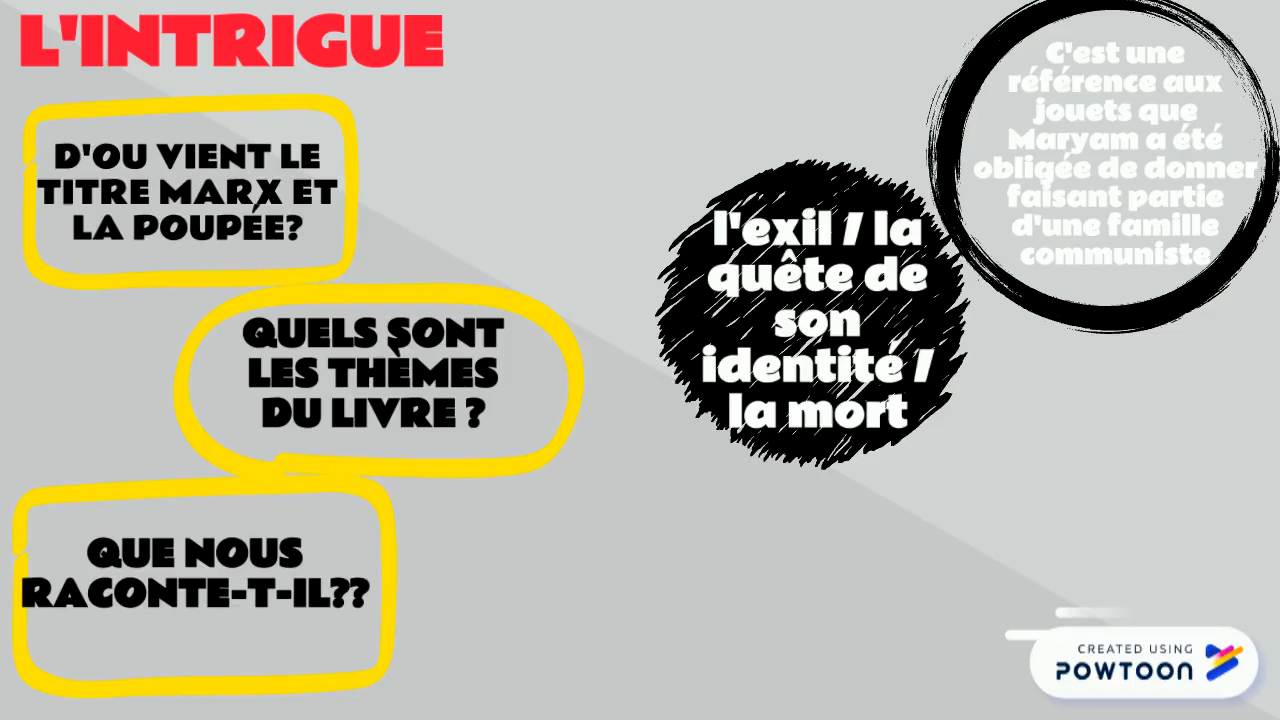 L'INTRIGUE
D'OU VIENT LE
TITRE MARX ET
LA POUPÉE?
QUELS SONT
LES THÈMES
DU LIVRE ?
QUE NOUS
RACONTE-T-IL??
l'exil / la
quête de
son
identité /
la mort
C'est une
référence aux
jouets que
Maryam a été
obligée de donner
faisant partie
d'une famille
communiste
CREATED USING
POWTOON